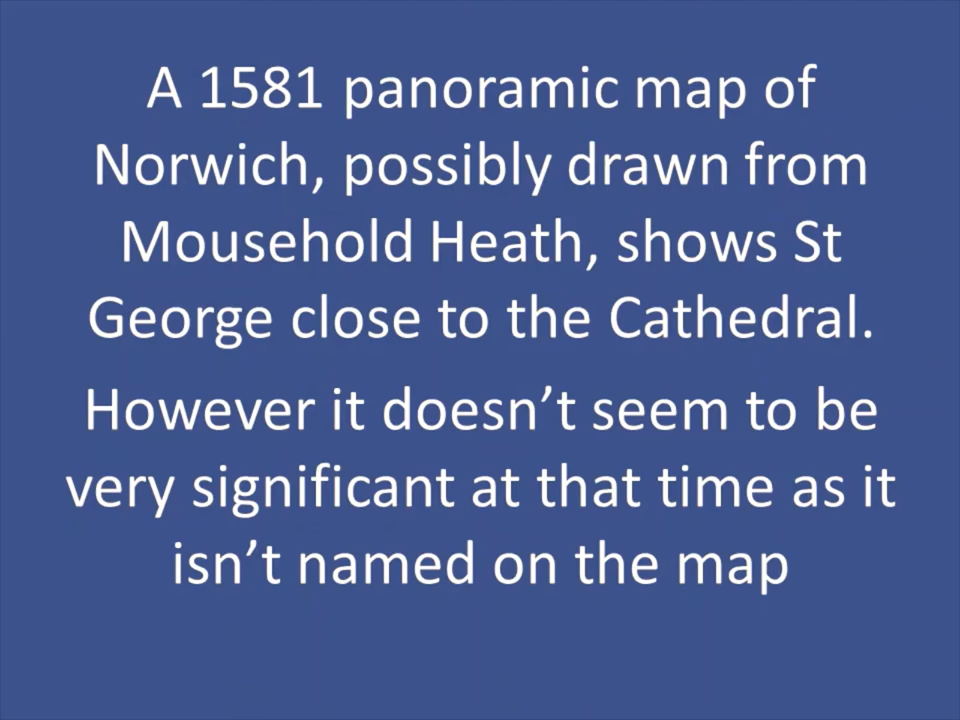 A 1581 panoramic map of
Norwich, possibly drawn from
Mousehold Heath, shows St
George close to the Cathedral.
However it doesn’t seem to be
very significant at that time as it
isn’t named on the map